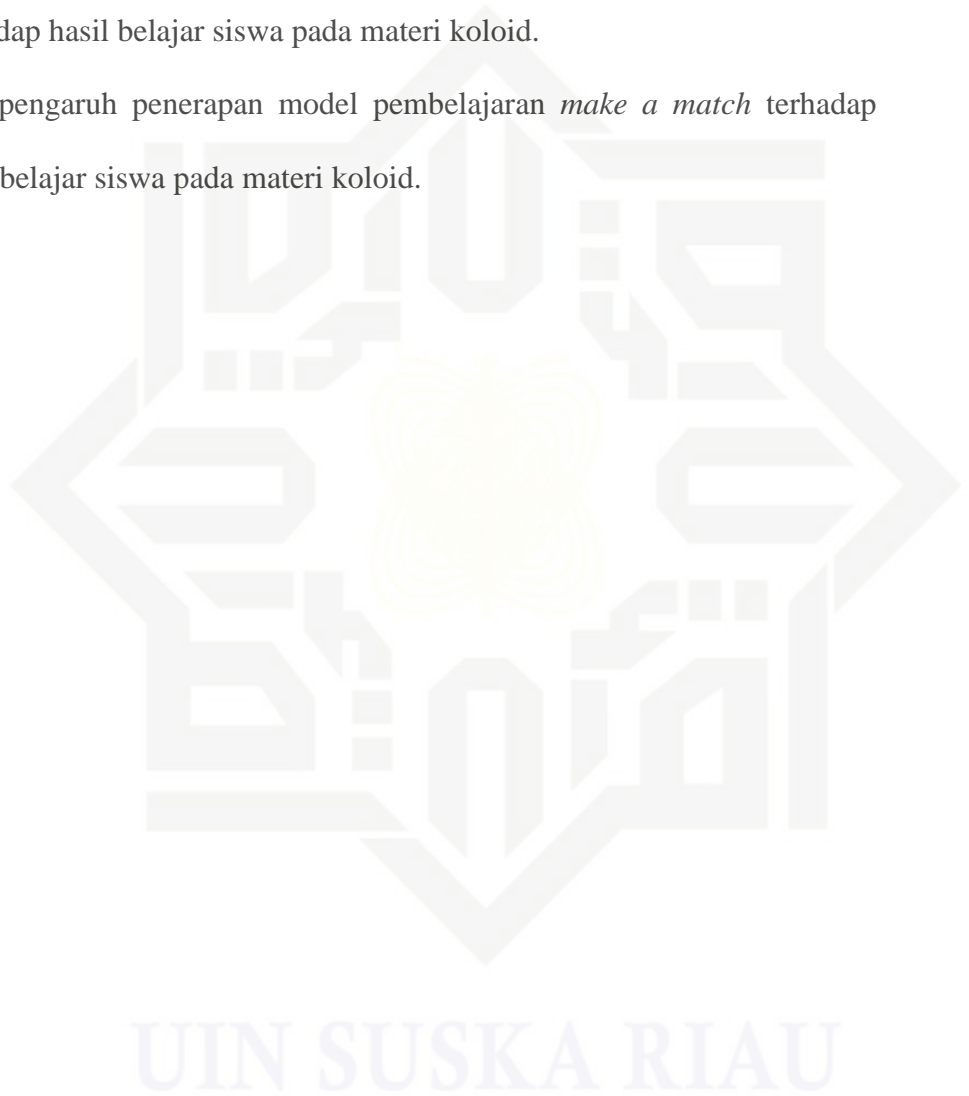 dap hasil belajar siswa pada materi koloid.
pengaruh penerapan model pembelajaran make a match terhadap
belajar siswa pada materi koloid.
UIN SUSKA RIAU